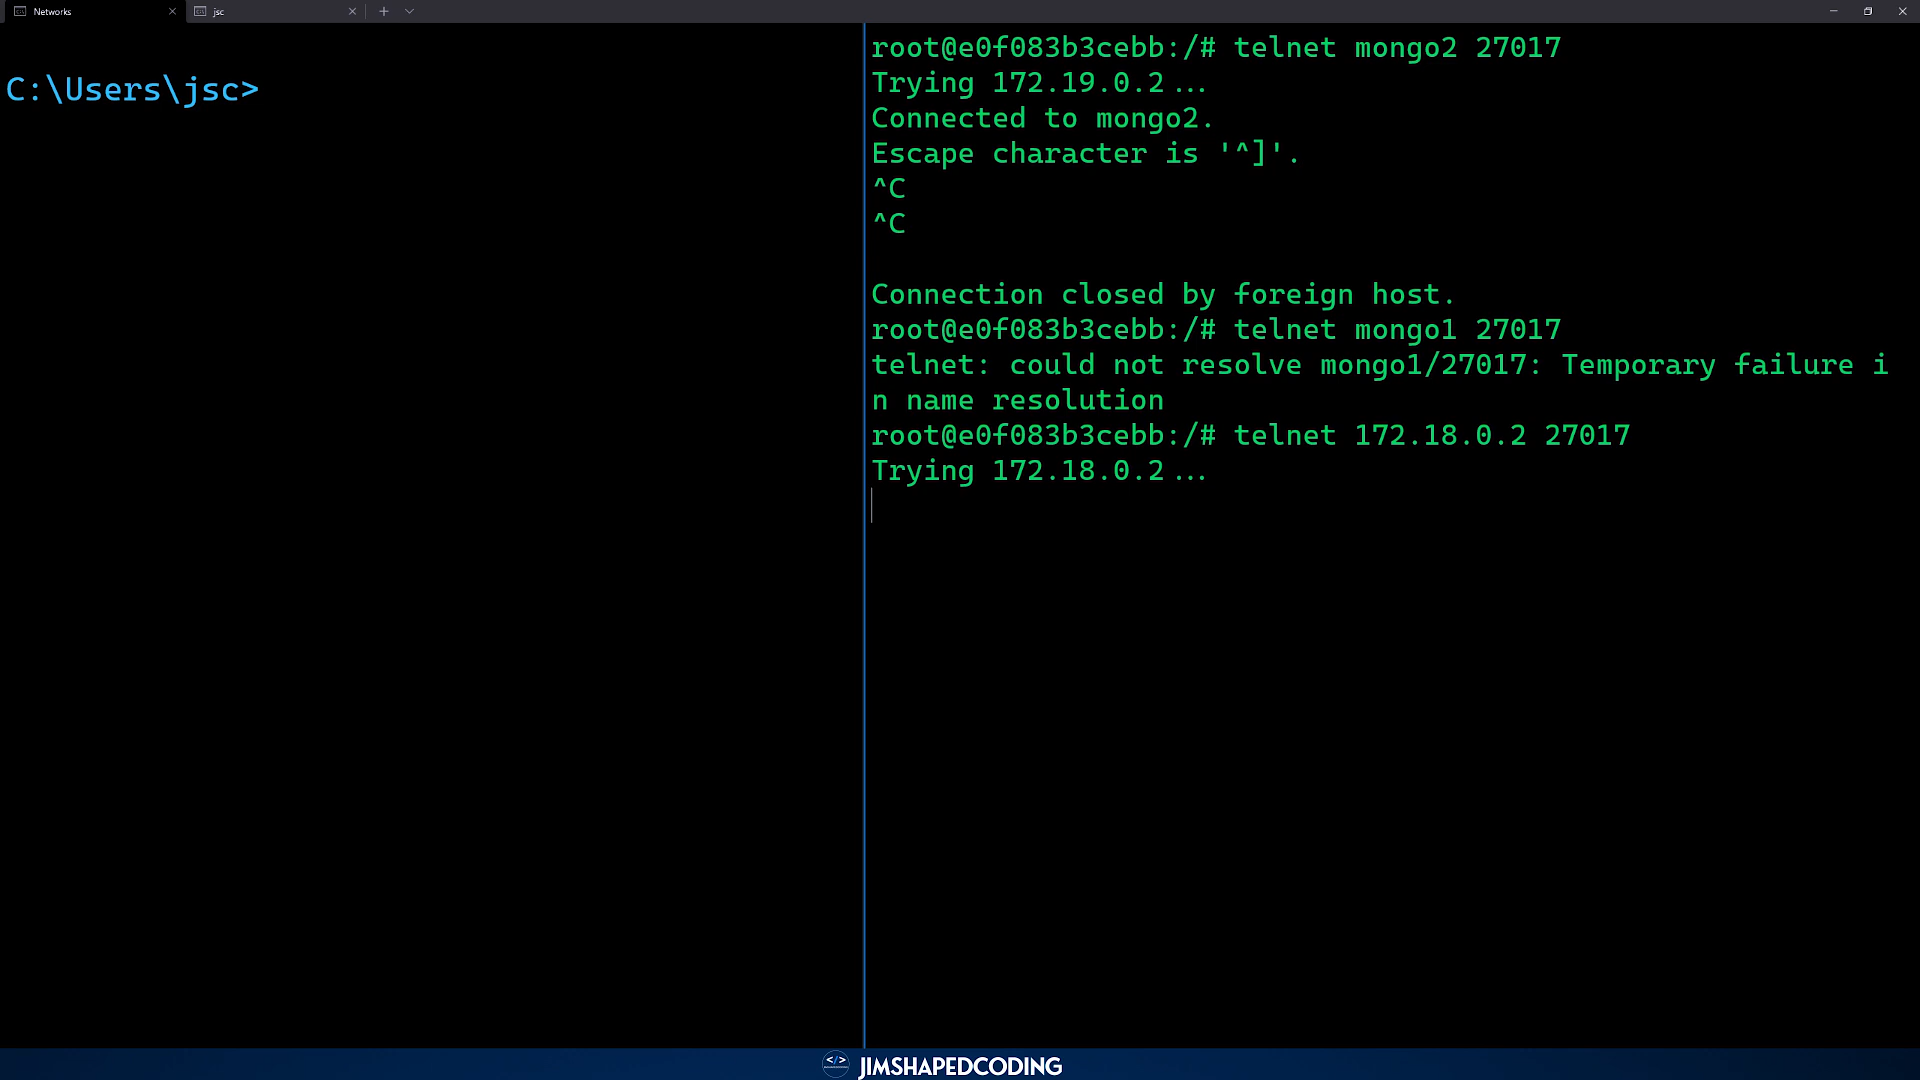 Networks
jsc
C:\Users\jsc>
root@e0f083b3cebb:/# telnet mongo2 27017
Trying 172.19.0.2...
Connected to mongo2.
Escape character is '^]'.
^C
^C
Connection closed by foreign host.
root@e0f083b3cebb:/# telnet mongo1 27017
telnet: could not resolve mongo1/27017: Temporary failure i
n name resolution
root@e0f083b3cebb:/# telnet 172.18.0.2 27017
Trying 172.18.0.2...
</> JIMSHAPEDCODING